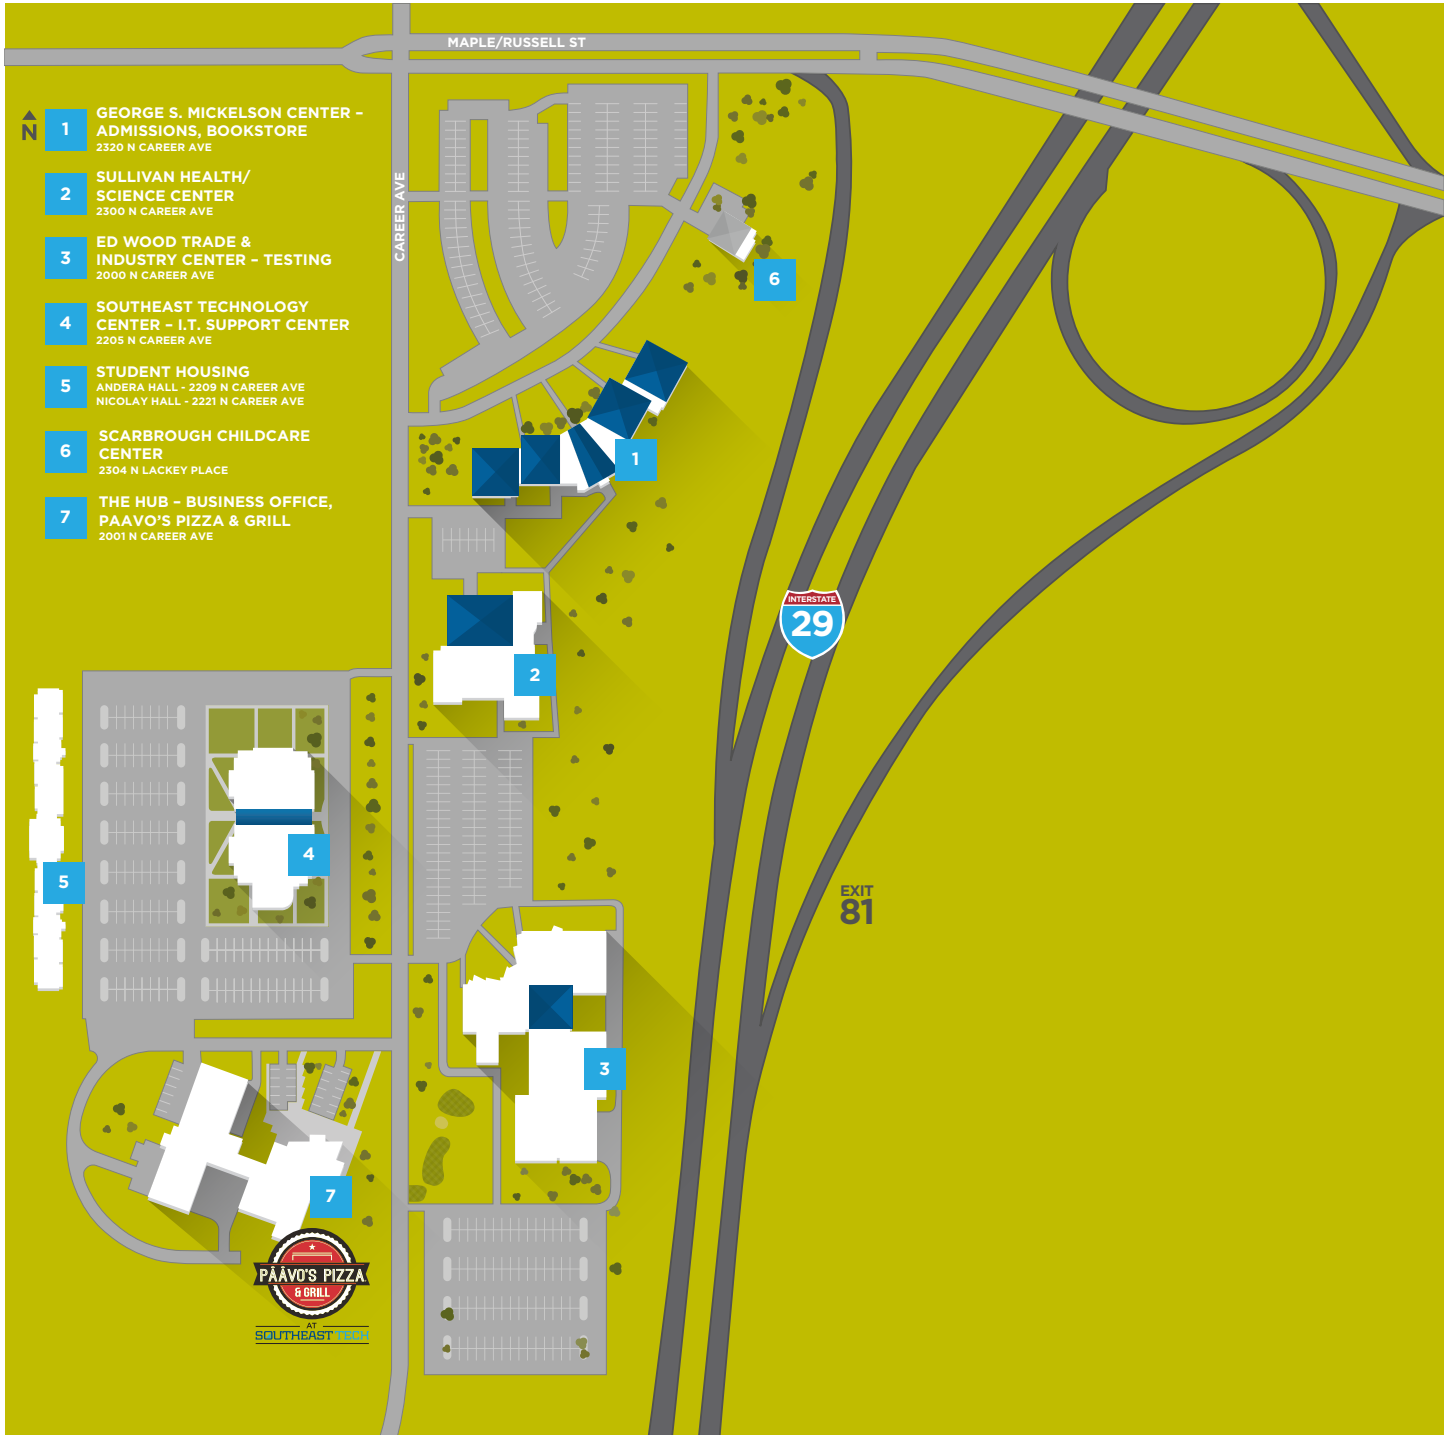 MAPLE/RUSSELL ST
CAREER AVE
N
1
GEORGE S. MICKELSON CENTER –
ADMISSIONS, BOOKSTORE
2320 N CAREER AVE
2
SULLIVAN HEALTH/
SCIENCE CENTER
2300 N CAREER AVE
3
ED WOOD TRADE &
INDUSTRY CENTER – TESTING
2000 N CAREER AVE
4
SOUTHEAST TECHNOLOGY
CENTER – I.T. SUPPORT CENTER
2205 N CAREER AVE
5
STUDENT HOUSING
ANDERA HALL - 2209 N CAREER AVE
NICOLAY HALL - 2221 N CAREER AVE
6
SCARBROUGH CHILDCARE
CENTER
2304 N LACKEY PLACE
7
THE HUB – BUSINESS OFFICE,
PAAVO'S PIZZA & GRILL
2001 N CAREER AVE
6
1
INTERSTATE
29
2
4
5
EXIT
81
3
7
PÄÄVO'S PIZZA
& GRILL
AT
SOUTHEAST TECH